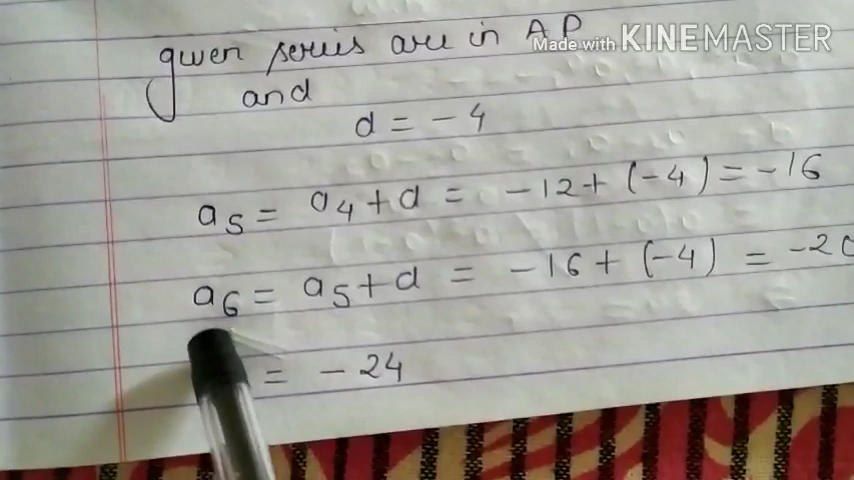 given series are in AP
Made with KINEMASTER
and
d = -4
a5 = a4 + d = -12 + (-4) = -16
a6 = a5 + d = -16 + (-4) = -20
= -24